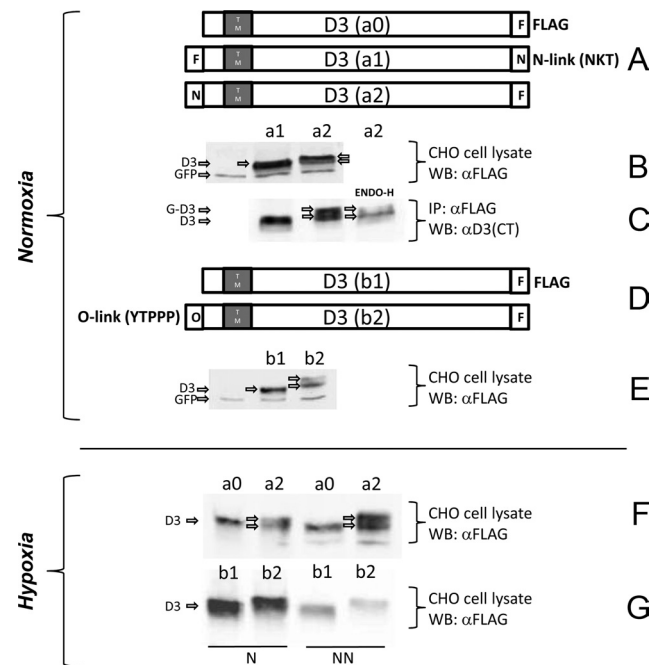 T
M
D3 (a0)
F
FLAG
F
T
M
D3 (a1)
N
N-link (NKT)
A
N
T
M
D3 (a2)
F
a1 a2 a2
D3
GFP
CHO cell lysate
WB: αFLAG
B
ENDO-H
G-D3
D3
IP: αFLAG
WB: αD3(CT)
C
Normoxia
T
M
D3 (b1)
F
FLAG
D
O-link (YTPPP)
O
T
M
D3 (b2)
F
b1 b2
D3
GFP
CHO cell lysate
WB: αFLAG
E
Hypoxia
a0 a2 a0 a2
D3
CHO cell lysate
WB: αFLAG
F
b1 b2 b1 b2
D3
CHO cell lysate
WB: αFLAG
G
N NN